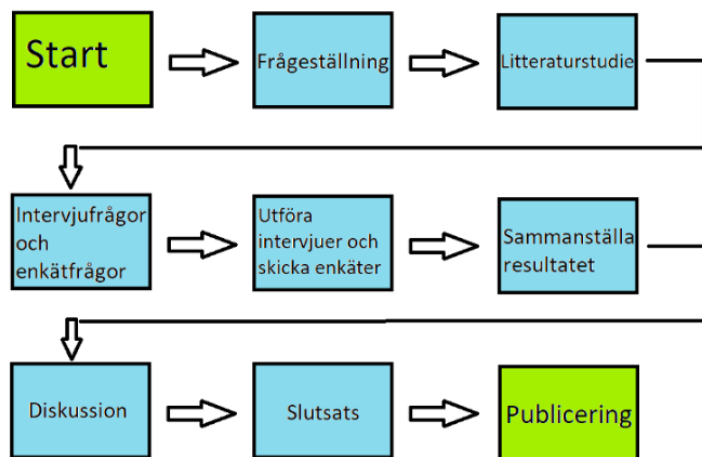 Start
Frågeställning
Litteraturstudie
Intervjufrågor
och
enkätfrågor
Utföra
intervjuer och
skicka enkäter
Sammanställa
resultatet
Diskussion
Slutsats
Publicering